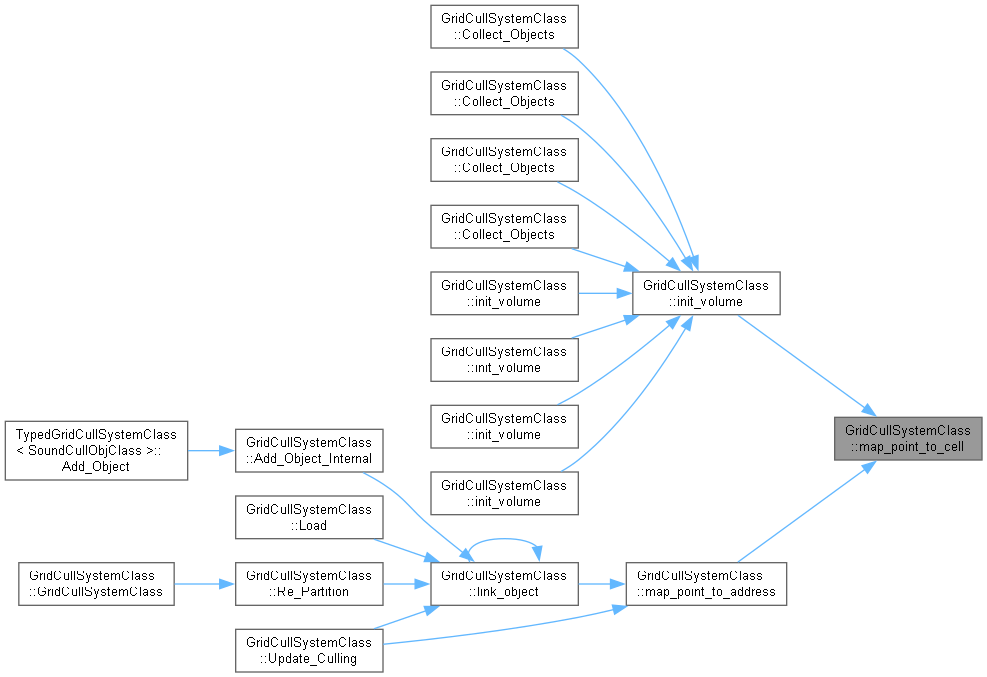 GridCullSystemClass
::Collect_Objects
GridCullSystemClass
::Collect_Objects
GridCullSystemClass
::Collect_Objects
GridCullSystemClass
::Collect_Objects
GridCullSystemClass
::init_volume
GridCullSystemClass
::init_volume
GridCullSystemClass
::init_volume
GridCullSystemClass
::init_volume
GridCullSystemClass
::init_volume
GridCullSystemClass
::map_point_to_cell
TypedGridCullSystemClass
< SoundCullObjClass >::
Add_Object
GridCullSystemClass
::Add_Object_Internal
GridCullSystemClass
::Load
GridCullSystemClass
::GridCullSystemClass
GridCullSystemClass
::Re_Partition
GridCullSystemClass
::link_object
GridCullSystemClass
::map_point_to_address
GridCullSystemClass
::Update_Culling